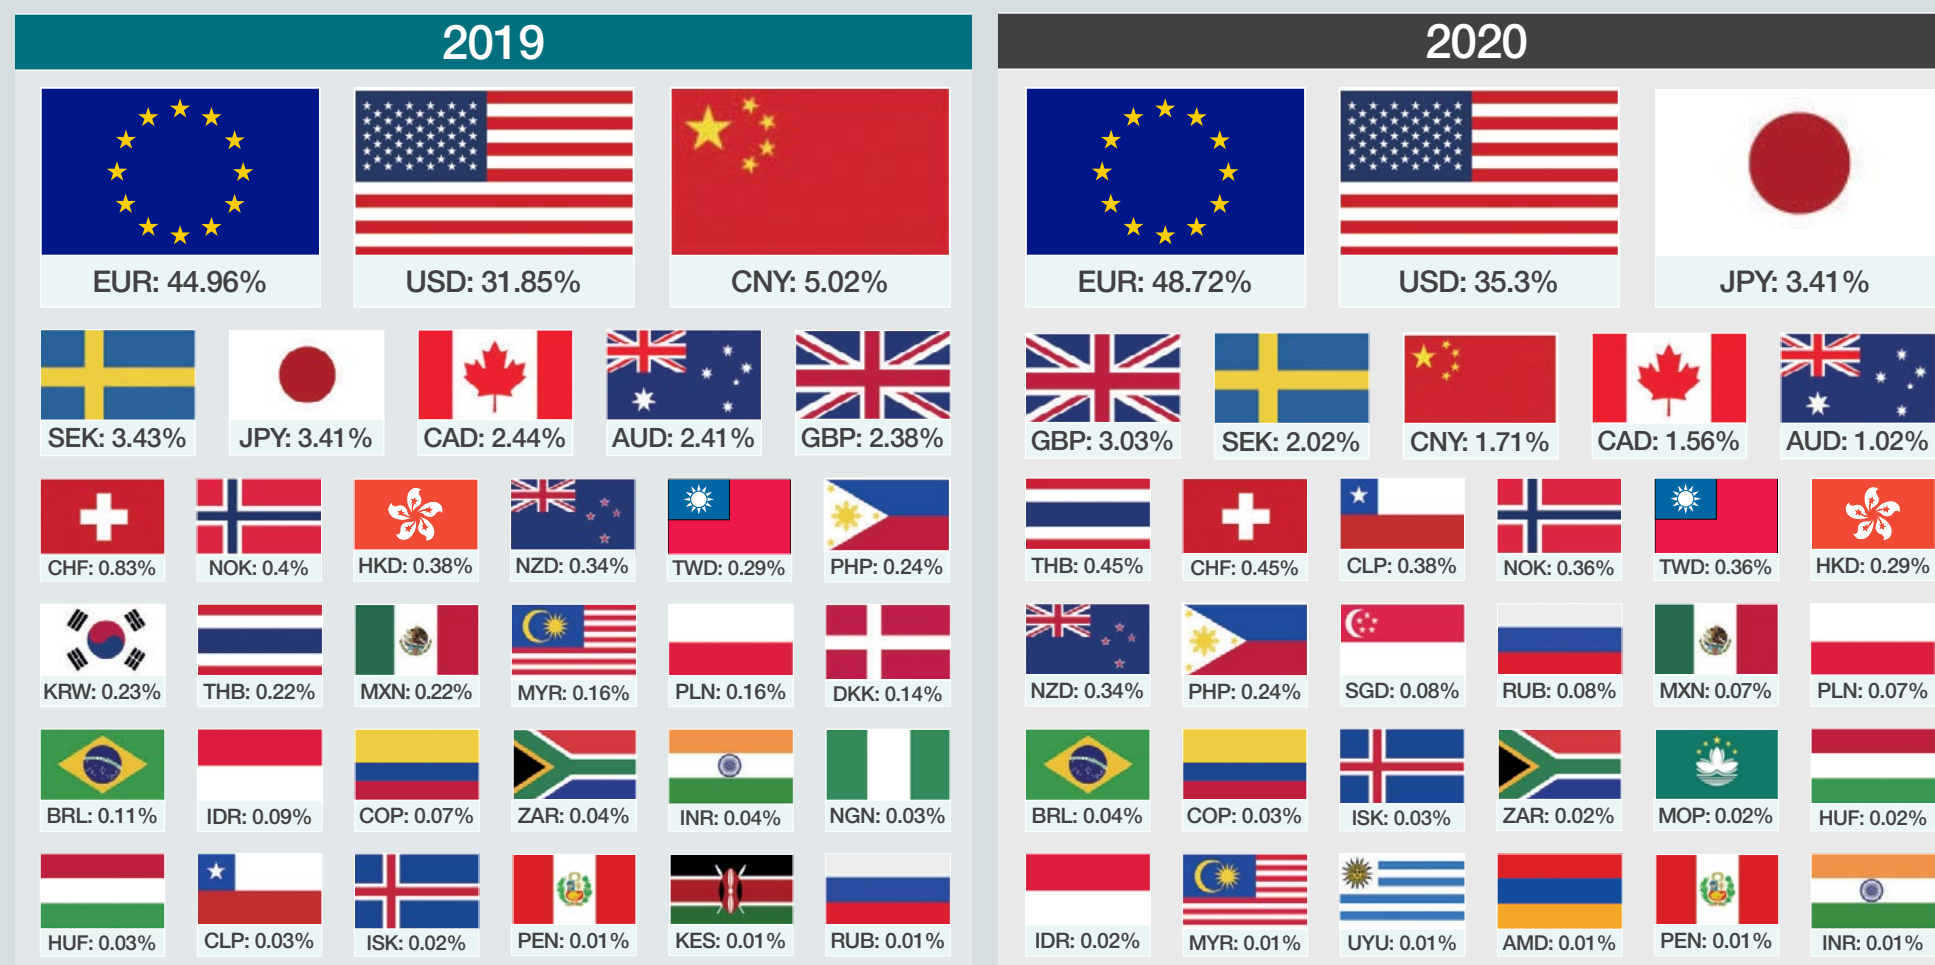 2019
EUR: 44.96%
USD: 31.85%
CNY: 5.02%
SEK: 3.43%
JPY: 3.41%
CAD: 2.44%
AUD: 2.41%
GBP: 2.38%
CHF: 0.83%
NOK: 0.4%
HKD: 0.38%
NZD: 0.34%
TWD: 0.29%
PHP: 0.24%
KRW: 0.23%
THB: 0.22%
MXN: 0.22%
MYR: 0.16%
PLN: 0.16%
DKK: 0.14%
BRL: 0.11%
IDR: 0.09%
COP: 0.07%
ZAR: 0.04%
INR: 0.04%
NGN: 0.03%
HUF: 0.03%
CLP: 0.03%
ISK: 0.02%
PEN: 0.01%
KES: 0.01%
RUB: 0.01%
2020
EUR: 48.72%
USD: 35.3%
JPY: 3.41%
GBP: 3.03%
SEK: 2.02%
CNY: 1.71%
CAD: 1.56%
AUD: 1.02%
THB: 0.45%
CHF: 0.45%
CLP: 0.38%
NOK: 0.36%
TWD: 0.36%
HKD: 0.29%
NZD: 0.34%
PHP: 0.24%
SGD: 0.08%
RUB: 0.08%
MXN: 0.07%
PLN: 0.07%
BRL: 0.04%
COP: 0.03%
ISK: 0.03%
ZAR: 0.02%
MOP: 0.02%
HUF: 0.02%
IDR: 0.02%
MYR: 0.01%
UYU: 0.01%
AMD: 0.01%
PEN: 0.01%
INR: 0.01%